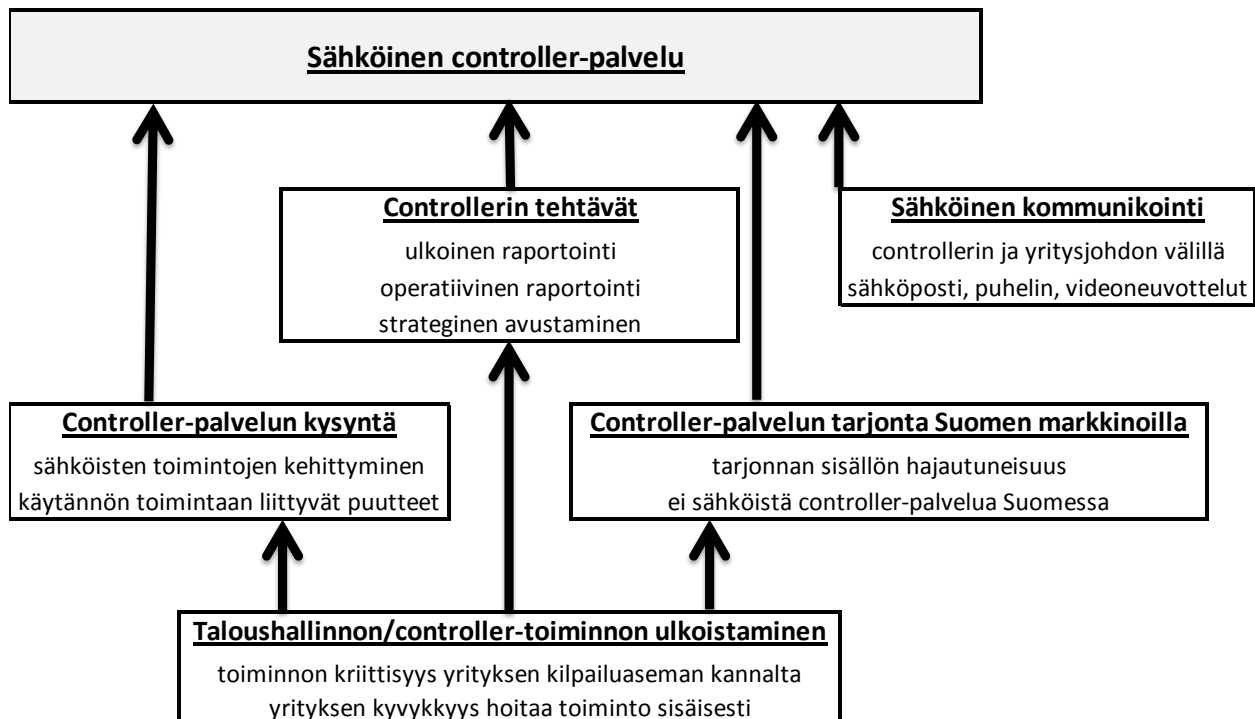 Sähköinen controller-palvelu
Controllerin tehtävät
ulkoinen raportointi
operatiivinen raportointi
strateginen avustaminen
Sähköinen kommunikointi
controllerin ja yritysjohdon välillä
sähköposti, puhelin, videoneuvottelut
Controller-palvelun kysyntä
sähköisten toimintojen kehittyminen
käytännön toimintaan liittyvät puutteet
Controller-palvelun tarjonta Suomen markkinoilla
tarjonnan sisällön hajautuneisuus
ei sähköistä controller-palvelua Suomessa
Taloushallinnon/controller-toiminnon ulkoistaminen
toiminnon kriittisyys yrityksen kilpailuaseman kannalta
yrityksen kyvykkyys hoitaa toiminto sisäisesti